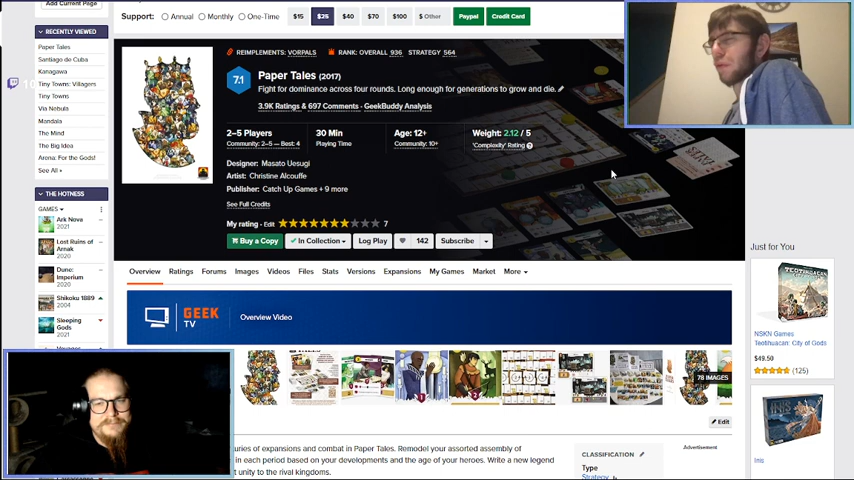 Current Page
Support:
Annual
Monthly
One-Time
$15
$25
$40
$70
$100
$ Other
Paypal
Credit Card
RECENTLY VIEWED
Paper Tales
Santiago de Cuba
Kanagawa
Tiny Towns: Villagers
Tiny Towns
Via Nebula
Mandala
The Mind
The Big Idea
Arena: For the Gods!
See All
THE HOTNESS
GAMES
Ark Nova
2021
Lost Ruins of
Arnak
2020
Dune:
Imperium
2020
Shikoku 1889
2004
Sleeping
Gods
2021
REIMPLEMENTS: VORPALS
RANK: OVERALL 936 STRATEGY 564
7.1
Paper Tales (2017)
Fight for dominance across four rounds. Long enough for generations to grow and die.
3.9K Ratings & 697 Comments · GeekBuddy Analysis
2–5 Players
Community: 2–5 — Best: 4
30 Min
Playing Time
Age: 12+
Community: 10+
Weight: 2.12 / 5
'Complexity' Rating
Designer: Masato Uesugi
Artist: Christine Alcouffe
Publisher: Catch Up Games + 9 more
See Full Credits
My rating · Edit
7
Buy a Copy
In Collection
Log Play
142
Subscribe
Overview
Ratings
Forums
Images
Videos
Files
Stats
Versions
Expansions
My Games
Market
More
GEEK
TV
Overview Video
78 IMAGES
Edit
uries of expansions and combat in Paper Tales. Remodel your assorted assembly of
in each period based on your developments and the age of your heroes. Write a new legend
t unity to the rival kingdoms.
CLASSIFICATION
Type
Strategy
Advertisement
Just for You
TEOTIHUACAN
NSKN Games
Teotihuacan: City of Gods
$49.50
(125)
INIS
Inis